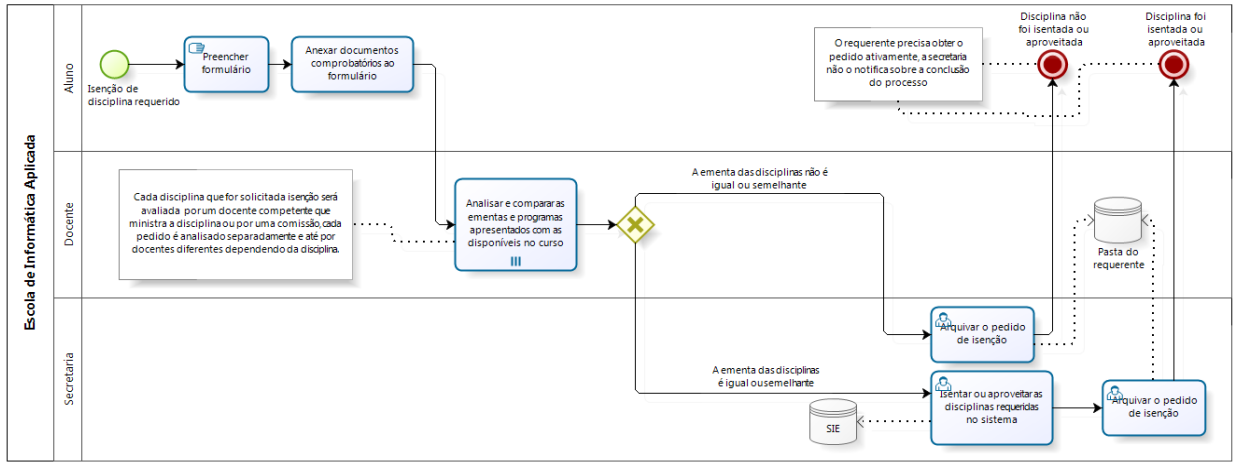 Escola de Informática Aplicada
Aluno
Isenção de
disciplina requerido
Preencher
formulário
Anexar documentos
comprobatórios ao
formulário
O requerente precisa obter o
pedido ativamente, a secretaria
não o notifica sobre a conclusão
do processo
Disciplina não
foi isentada ou
aproveitada
Disciplina foi
isentada ou
aproveitada
Docente
Cada disciplina que for solicitada isenção será
avaliada por um docente competente que
ministra a disciplina ou por uma comissão, cada
pedido é analisado separadamente e até por
docentes diferentes dependendo da disciplina.
Analisar e comparar as
ementas e programas
apresentados com as
disponíveis no curso
A ementa das disciplinas não é
igual ou semelhante
Pasta do
requerente
Secretaria
Arquivar o pedido
de isenção
A ementa das disciplinas
é igual ou semelhante
SIE
Isentar ou aproveitar as
disciplinas requeridas
no sistema
Arquivar o pedido
de isenção